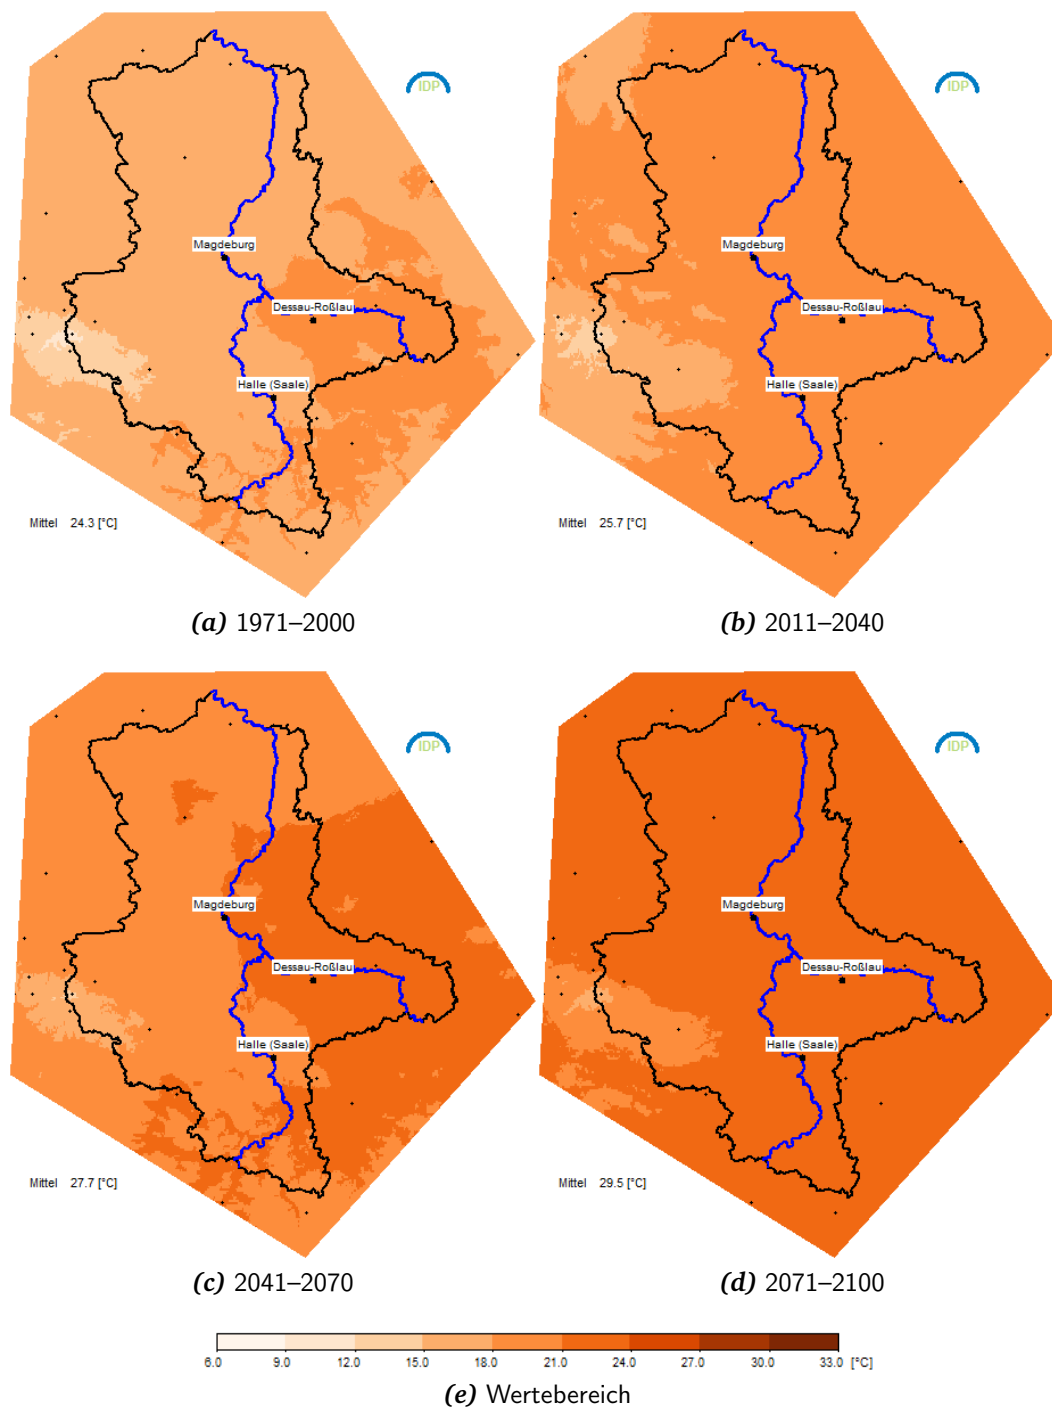 IDP
IDP
Magdeburg
Magdeburg
Dessau-Roßlau
Dessau-Roßlau
Halle (Saale)
Halle (Saale)
Mittel 24.3 [°C]
Mittel 25.7 [°C]
(a) 1971–2000
(b) 2011–2040
IDP
IDP
Magdeburg
Magdeburg
Dessau-Roßlau
Dessau-Roßlau
Halle (Saale)
Halle (Saale)
Mittel 27.7 [°C]
Mittel 29.5 [°C]
(c) 2041–2070
(d) 2071–2100
6.0 9.0 12.0 15.0 18.0 21.0 24.0 27.0 30.0 33.0 [°C]
(e) Wertebereich